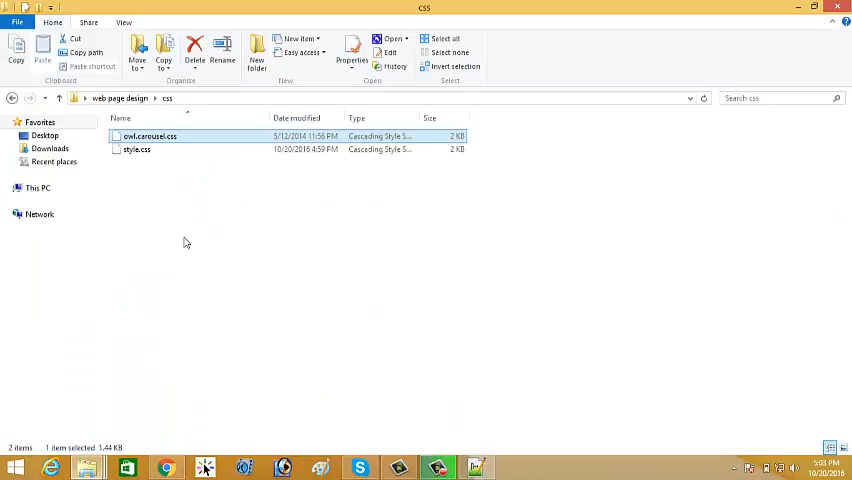 CSS
File Home Share View
Copy Paste Cut Copy path Paste shortcut Move to Copy to Delete Rename New folder New item Easy access Properties Open Edit History Select all Select none Invert selection
Clipboard Organize New Open Select
web page design css Search css
Name Date modified Type Size
Favorites
Desktop
Downloads
Recent places
This PC
Network
owl.carousel.css 5/12/2014 11:56 PM Cascading Style S... 2 KB
style.css 10/20/2016 4:59 PM Cascading Style S... 2 KB
2 items 1 item selected 1.44 KB
5:03 PM
10/20/2016